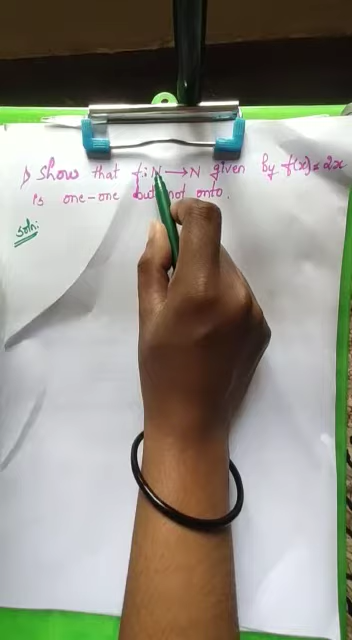 1) Show that f: N → N given by f(x) = 2x
is one-one but not onto.
Soln: